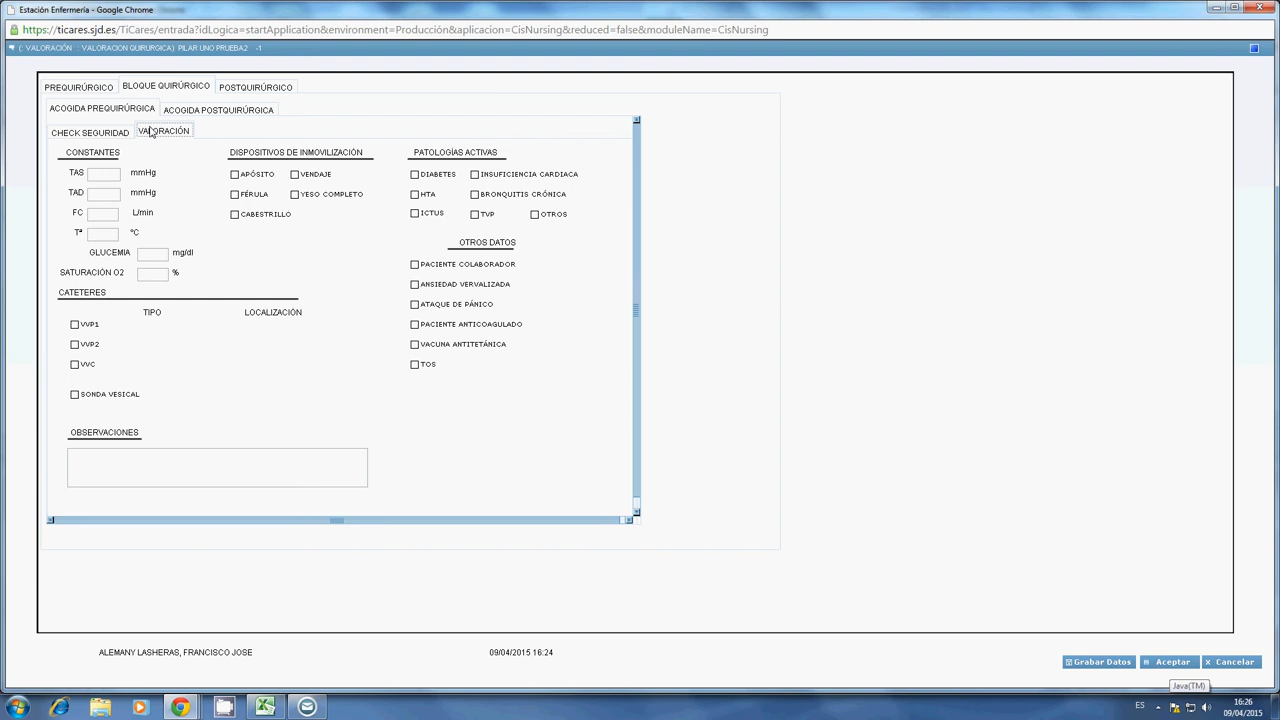 Estación Enfermería - Google Chrome
https://ticares.sjd.es/TiCares/entrada?idLogica=startApplication&environment=Producción&aplicacion=CisNursing&reduced=false&moduleName=CisNursing
(: VALORACIÓN : VALORACION QUIRURGICA) PILAR UNO PRUEBA2 -1
PREQUIRÚRGICO BLOQUE QUIRÚRGICO POSTQUIRÚRGICO
ACOGIDA PREQUIRÚRGICA ACOGIDA POSTQUIRÚRGICA
CHECK SEGURIDAD VALORACIÓN
CONSTANTES DISPOSITIVOS DE INMOVILIZACIÓN PATOLOGÍAS ACTIVAS
TAS mmHg APÓSITO VENDAJE DIABETES INSUFICIENCIA CARDIACA
TAD mmHg FÉRULA YESO COMPLETO HTA BRONQUITIS CRÓNICA
FC L/min CABESTRILLO ICTUS TVP OTROS
Tª ºC
OTROS DATOS
GLUCEMIA mg/dl
PACIENTE COLABORADOR
SATURACIÓN O2 %
ANSIEDAD VERVALIZADA
CATETERES
ATAQUE DE PÁNICO
TIPO LOCALIZACIÓN
VVP1 PACIENTE ANTICOAGULADO
VVP2 VACUNA ANTITETÁNICA
VVC TOS
SONDA VESICAL
OBSERVACIONES
ALEMANY LASHERAS, FRANCISCO JOSE 09/04/2015 16:24
Grabar Datos Aceptar Cancelar
Java(TM)
ES 16:26
09/04/2015